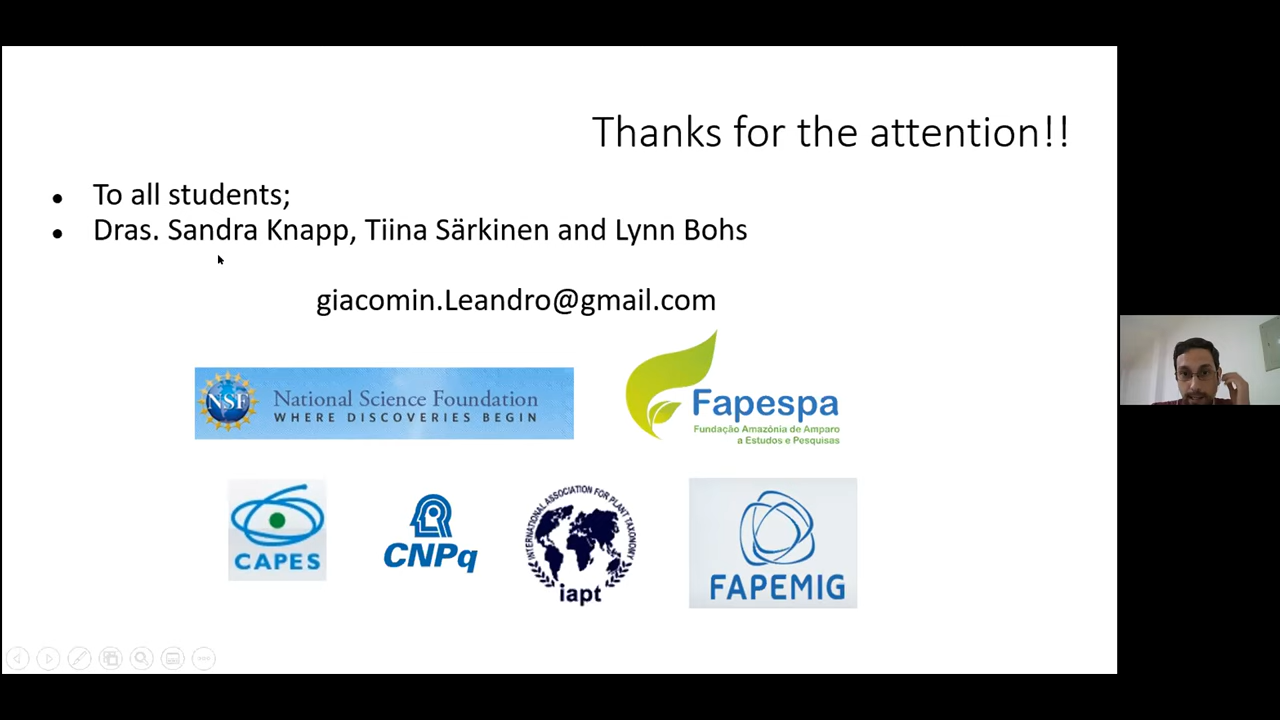 Thanks for the attention!!
• To all students;
• Dras. Sandra Knapp, Tiina Särkinen and Lynn Bohs
giacomin.Leandro@gmail.com
NSF
National Science Foundation
WHERE DISCOVERIES BEGIN
Fapespa
Fundação Amazônia de Amparo
a Estudos e Pesquisas
CAPES
CNPq
INTERNATIONAL ASSOCIATION FOR PLANT TAXONOMY
iapt
FAPEMIG